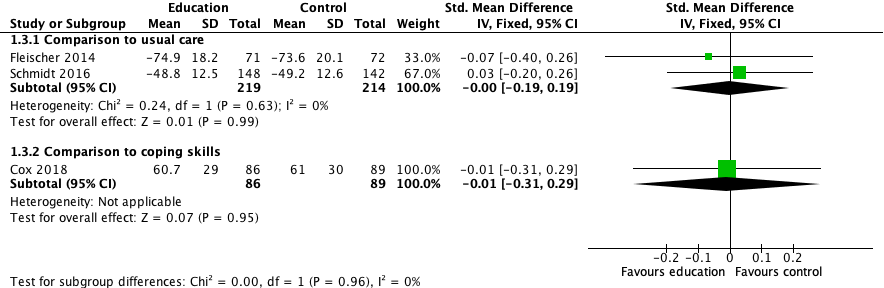 Education Control Std. Mean Difference Std. Mean Difference
Study or Subgroup Mean SD Total Mean SD Total Weight IV, Fixed, 95% CI IV, Fixed, 95% CI
1.3.1 Comparison to usual care
Fleischer 2014 −74.9 18.2 71 −73.6 20.1 72 33.0% −0.07 [−0.40, 0.26]
Schmidt 2016 −48.8 12.5 148 −49.2 12.6 142 67.0% 0.03 [−0.20, 0.26]
Subtotal (95% CI) 219 214 100.0% −0.00 [−0.19, 0.19]
Heterogeneity: Chi² = 0.24, df = 1 (P = 0.63); I² = 0%
Test for overall effect: Z = 0.01 (P = 0.99)
1.3.2 Comparison to coping skills
Cox 2018 60.7 29 86 61 30 89 100.0% −0.01 [−0.31, 0.29]
Subtotal (95% CI) 86 89 100.0% −0.01 [−0.31, 0.29]
Heterogeneity: Not applicable
Test for overall effect: Z = 0.07 (P = 0.95)
−0.2 −0.1 0 0.1 0.2
Favours education Favours control
Test for subgroup differences: Chi² = 0.00, df = 1 (P = 0.96), I² = 0%